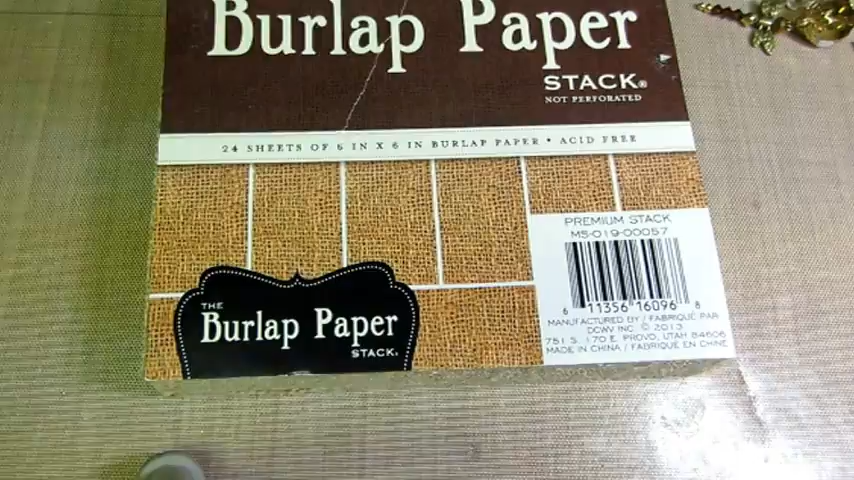 Burlap Paper
STACK®
NOT PERFORATED
24 SHEETS OF 6 IN X 6 IN BURLAP PAPER • ACID FREE
PREMIUM STACK
MS-019-00057
6 11356 16096 8
MANUFACTURED BY / FABRIQUÉ PAR
DCWV INC. © 2013
751 S. 170 E. PROVO, UTAH 84606
MADE IN CHINA / FABRIQUÉ EN CHINE
THE
Burlap Paper
STACK®